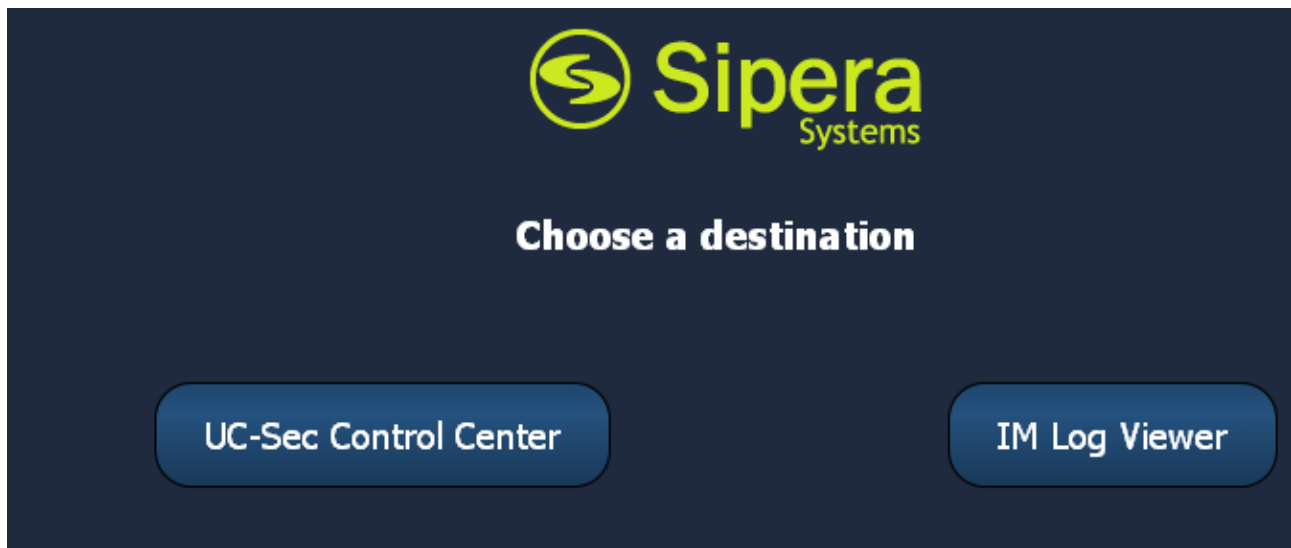 Sipera
Systems
Choose a destination
UC-Sec Control Center
IM Log Viewer